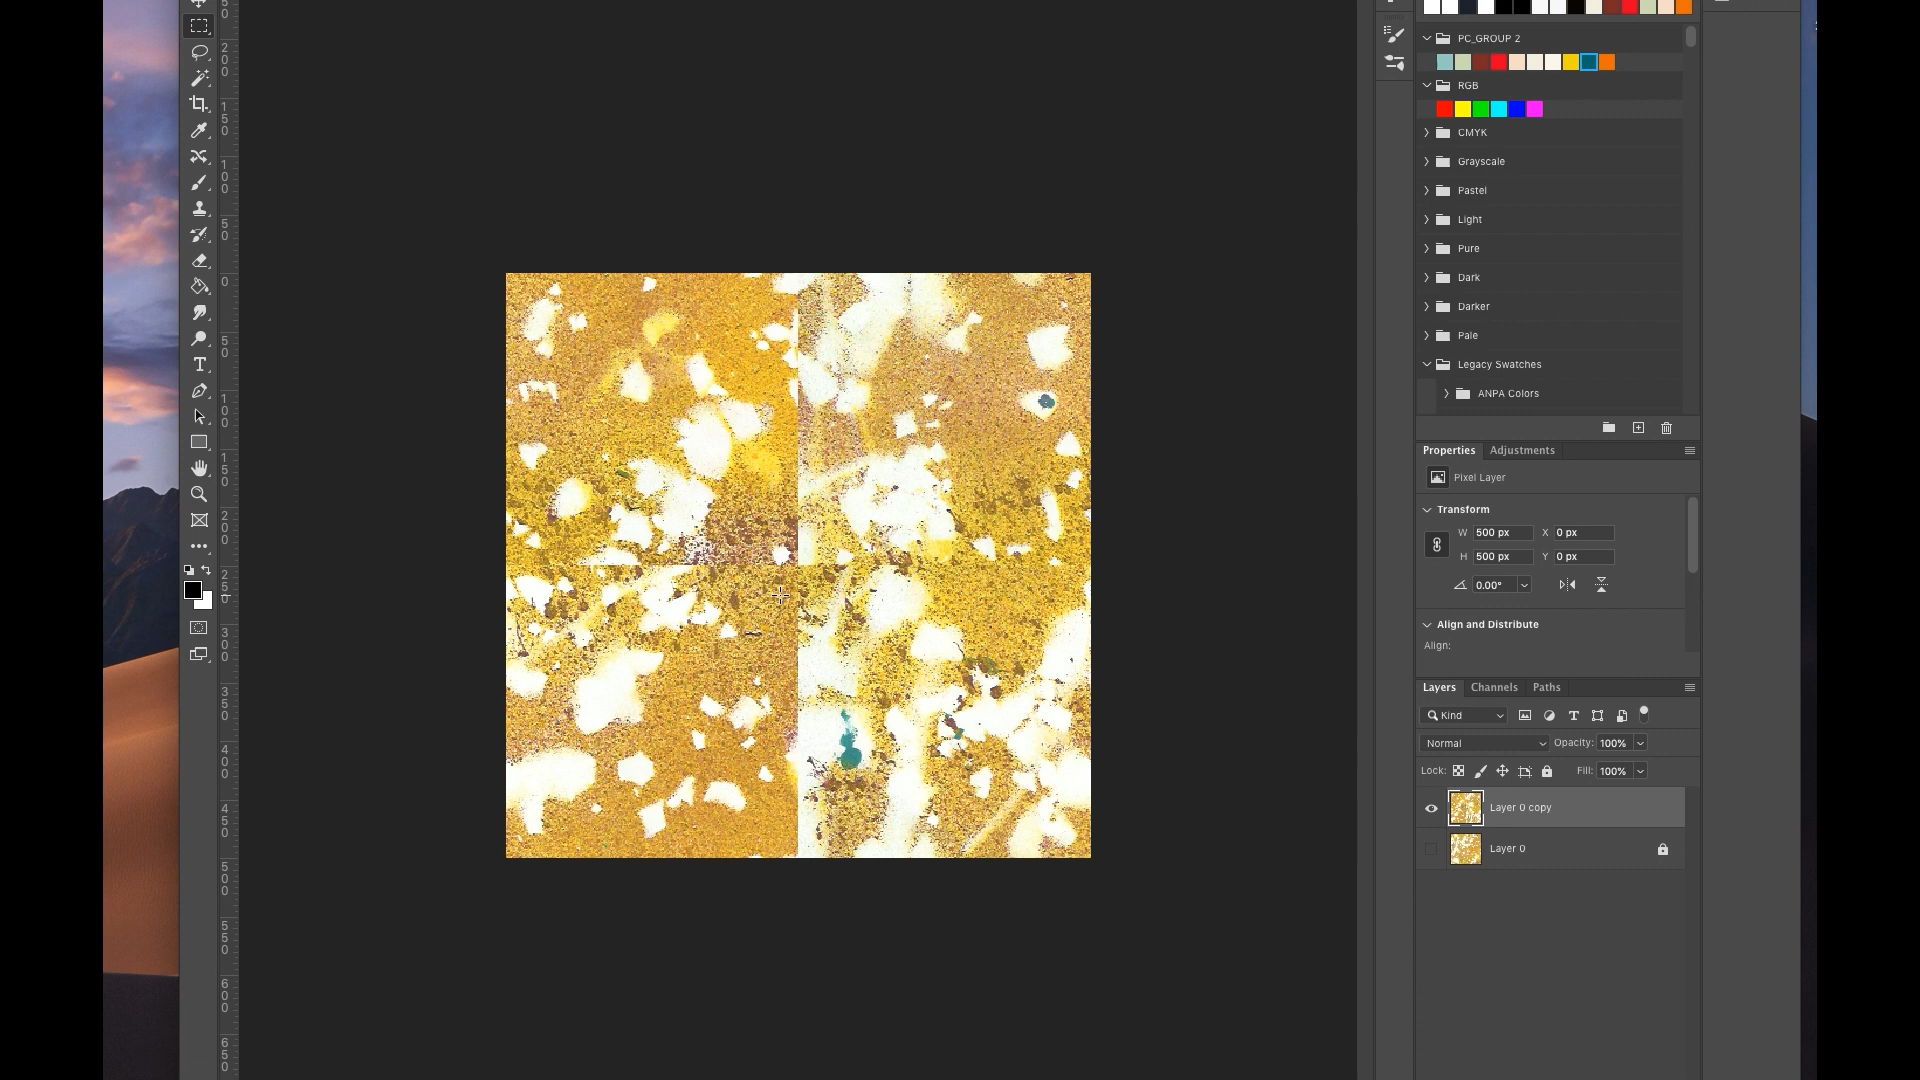 PC_GROUP 2
RGB
CMYK
Grayscale
Pastel
Light
Pure
Dark
Darker
Pale
Legacy Swatches
ANPA Colors
Properties Adjustments
Pixel Layer
Transform
W 500 px X 0 px
H 500 px Y 0 px
0.00°
Align and Distribute
Align:
Layers Channels Paths
Kind
Normal Opacity: 100%
Lock: Fill: 100%
Layer 0 copy
Layer 0
50
200
150
100
50
0
50
100
150
200
250
300
350
400
450
500
550
600
650